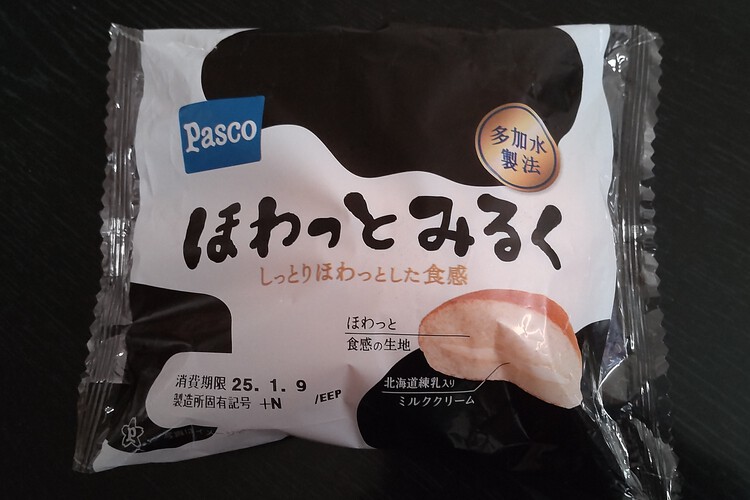 Pasco
多加水
製法
ほわっとみるく
しっとりほわっとした食感
ほわっと
食感の生地
北海道練乳入り
ミルククリーム
消費期限 25. 1. 9
製造所固有記号 +N /EEP